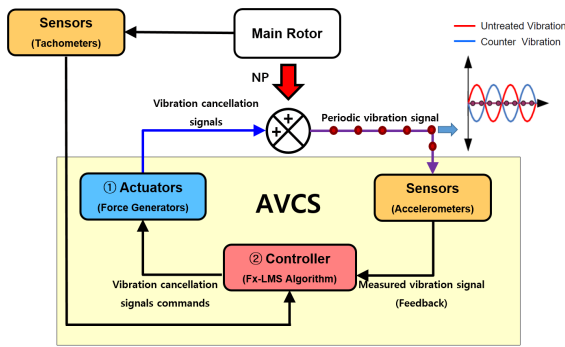 Sensors
(Tachometers)
Main Rotor
NP
Untreated Vibration
Counter Vibration
Vibration cancellation
signals
+
+
Periodic vibration signal
① Actuators
(Force Generators)
AVCS
Sensors
(Accelerometers)
② Controller
(Fx-LMS Algorithm)
Vibration cancellation
signals commands
Measured vibration signal
(Feedback)